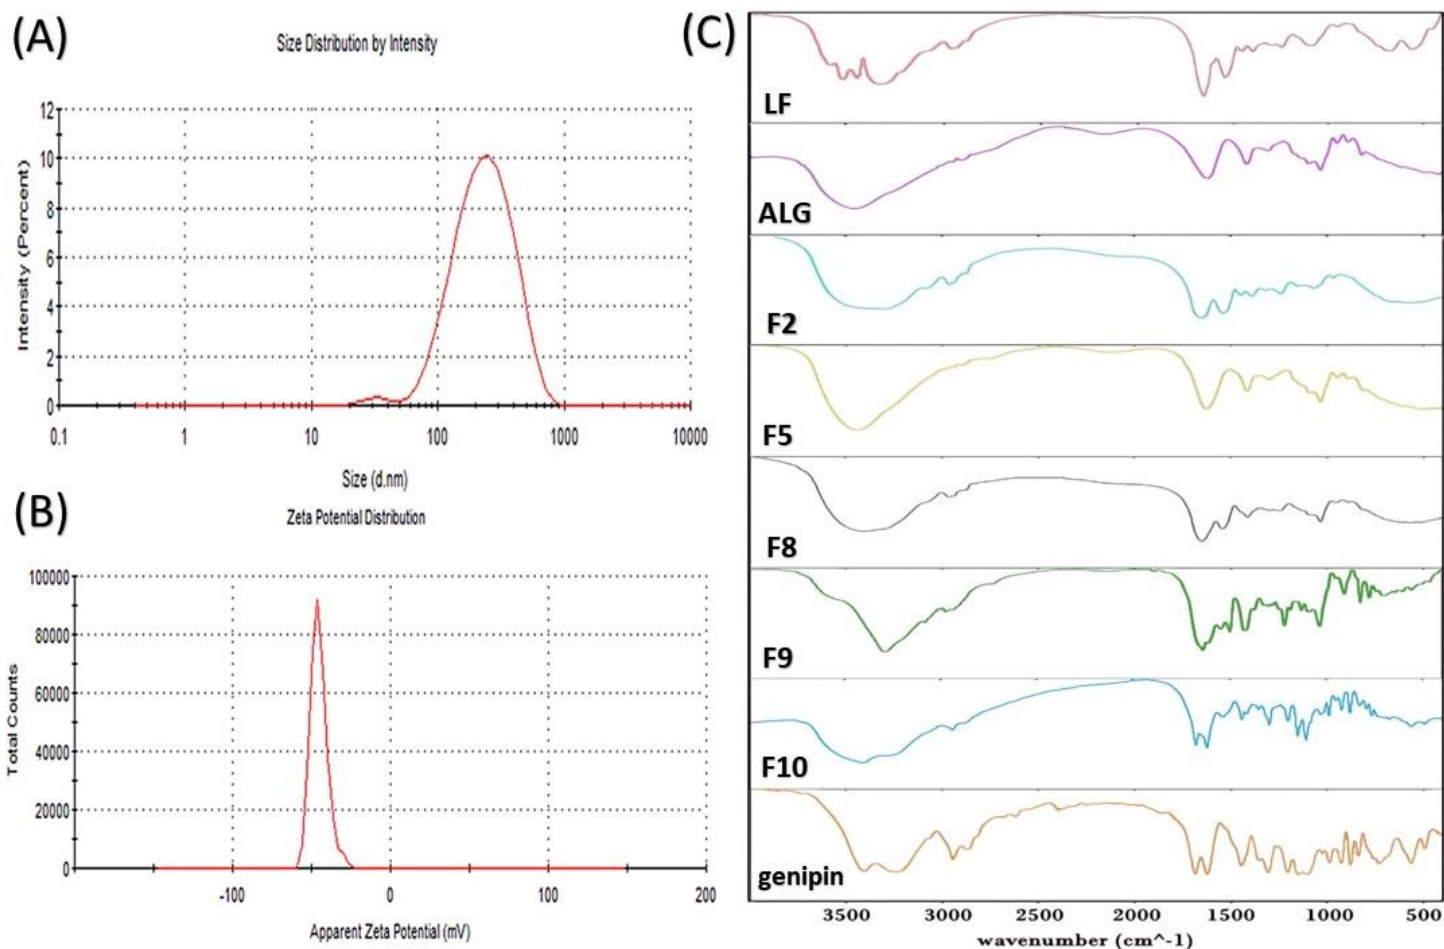 (A)
Size Distribution by Intensity
Intensity (Percent)
12
10
8
6
4
2
0
0.1 1 10 100 1000 10000
Size (d.nm)
(B)
Zeta Potential Distribution
Total Counts
100000
80000
60000
40000
20000
0
-100 0 100 200
Apparent Zeta Potential (mV)
(C)
LF
ALG
F2
F5
F8
F9
F10
genipin
3500 3000 2500 2000 1500 1000 500
wavenumber (cm^-1)